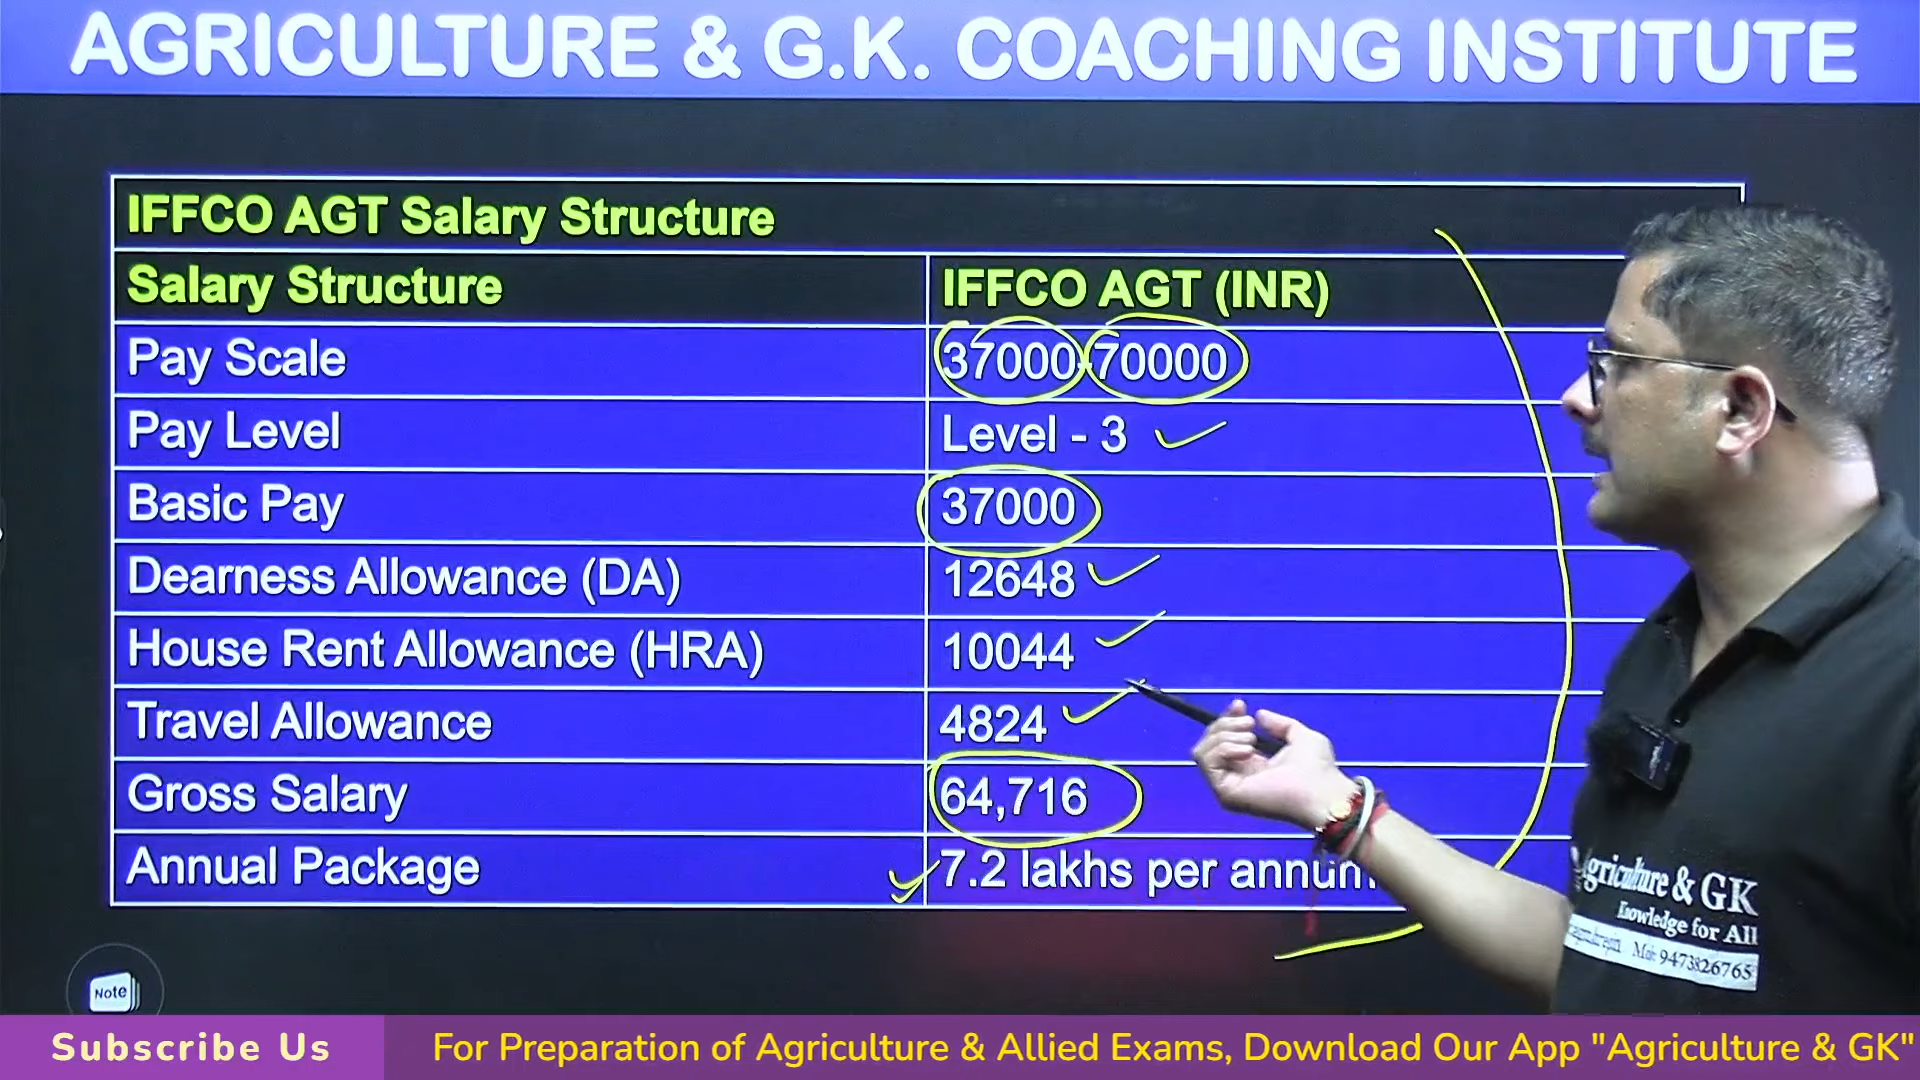 AGRICULTURE & G.K. COACHING INSTITUTE
IFFCO AGT Salary Structure
Salary Structure IFFCO AGT (INR)
Pay Scale 37000-70000
Pay Level Level - 3
Basic Pay 37000
Dearness Allowance (DA) 12648
House Rent Allowance (HRA) 10044
Travel Allowance 4824
Gross Salary 64,716
Annual Package 7.2 lakhs per annum
griculture & GK
Knowledge for All
Mob: 9473826765
Note
Subscribe Us
For Preparation of Agriculture & Allied Exams, Download Our App "Agriculture & GK"